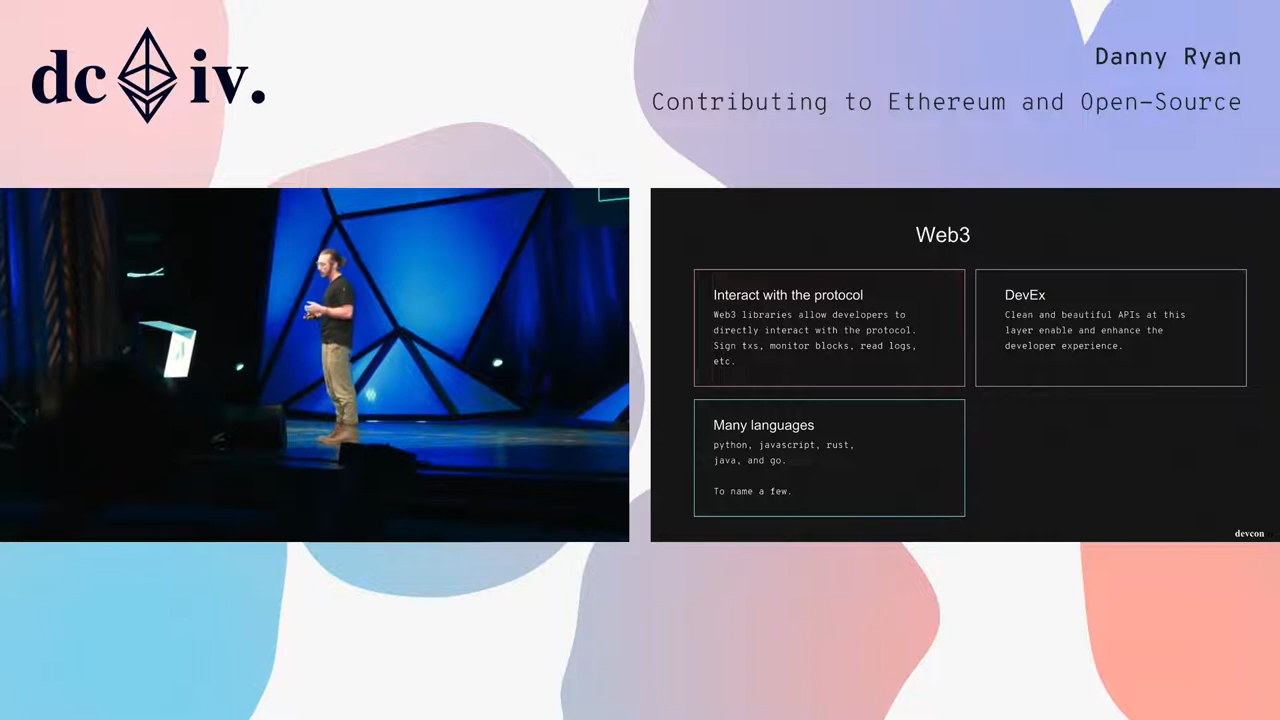 dc iv.
Danny Ryan
Contributing to Ethereum and Open-Source
Web3
Interact with the protocol
Web3 libraries allow developers to
directly interact with the protocol.
Sign txs, monitor blocks, read logs,
etc.
DevEx
Clean and beautiful APIs at this
layer enable and enhance the
developer experience.
Many languages
python, javascript, rust,
java, and go.
To name a few.
devcon